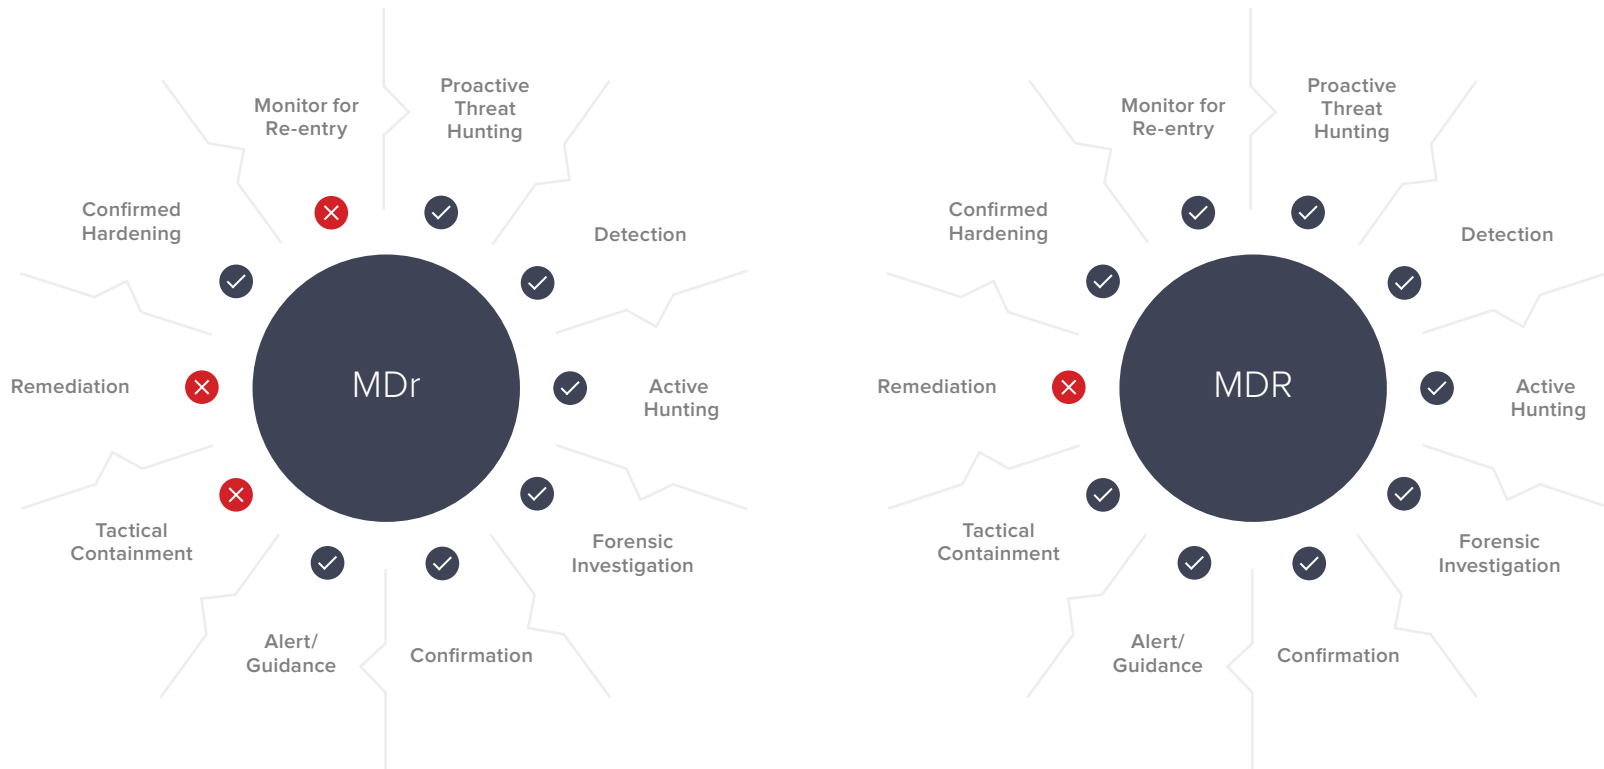 Monitor for
Re-entry
Proactive
Threat
Hunting
Confirmed
Hardening
Detection
Remediation
MDr
Active
Hunting
Tactical
Containment
Forensic
Investigation
Alert/
Guidance
Confirmation
Monitor for
Re-entry
Proactive
Threat
Hunting
Confirmed
Hardening
Detection
Remediation
MDR
Active
Hunting
Tactical
Containment
Forensic
Investigation
Alert/
Guidance
Confirmation